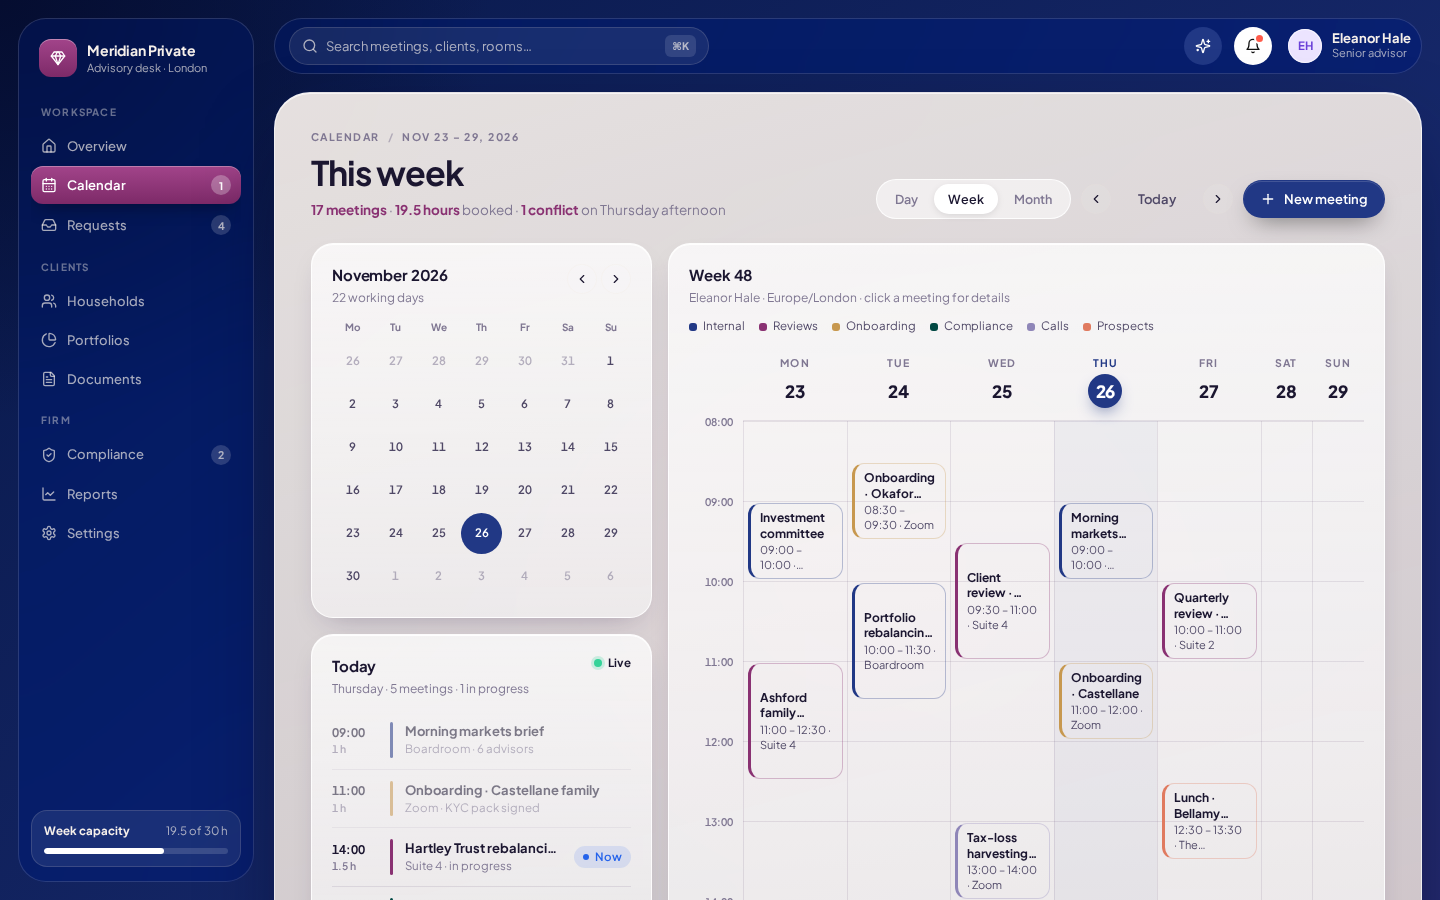 Meridian Private
Advisory desk · London
WORKSPACE
Overview
Calendar 1
Requests 4
CLIENTS
Households
Portfolios
Documents
FIRM
Compliance 2
Reports
Settings
Week capacity 19.5 of 30 h
Search meetings, clients, rooms… ⌘K
EH
Eleanor Hale
Senior advisor
CALENDAR / NOV 23 – 29, 2026
This week
17 meetings · 19.5 hours booked · 1 conflict on Thursday afternoon
Day Week Month
Today
New meeting
November 2026
22 working days
Mo Tu We Th Fr Sa Su
26 27 28 29 30 31 1
2 3 4 5 6 7 8
9 10 11 12 13 14 15
16 17 18 19 20 21 22
23 24 25 26 27 28 29
30 1 2 3 4 5 6
Today
Live
Thursday · 5 meetings · 1 in progress
09:00
1 h
Morning markets brief
Boardroom · 6 advisors
11:00
1 h
Onboarding · Castellane family
Zoom · KYC pack signed
14:00
1.5 h
Hartley Trust rebalanci…
Suite 4 · in progress
Now
Week 48
Eleanor Hale · Europe/London · click a meeting for details
Internal Reviews Onboarding Compliance Calls Prospects
MON TUE WED THU FRI SAT SUN
23 24 25 26 27 28 29
08:00
09:00
10:00
11:00
12:00
13:00
Investment
committee
09:00 –
10:00 ·…
Ashford
family…
11:00 – 12:30 ·
Suite 4
Onboarding
· Okafor…
08:30 –
09:30 · Zoom
Portfolio
rebalancin…
10:00 – 11:30 ·
Boardroom
Client
review · …
09:30 – 11:00
· Suite 4
Tax-loss
harvesting…
13:00 – 14:00
· Zoom
Morning
markets…
09:00 –
10:00 ·…
Onboarding
· Castellane
11:00 – 12:00 ·
Zoom
Quarterly
review · …
10:00 – 11:00
· Suite 2
Lunch ·
Bellamy…
12:30 – 13:30
· The…